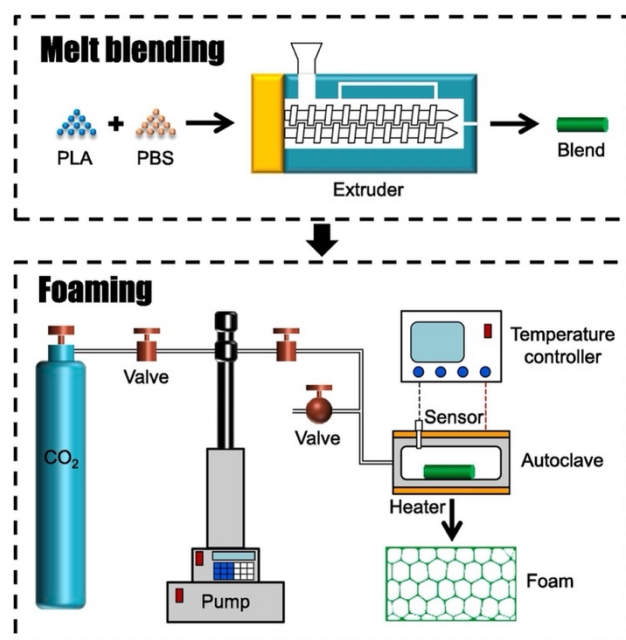 Melt blending
PLA
+
PBS
Extruder
Blend
Foaming
Valve
CO₂
Pump
Valve
Temperature
controller
Sensor
Autoclave
Heater
Foam